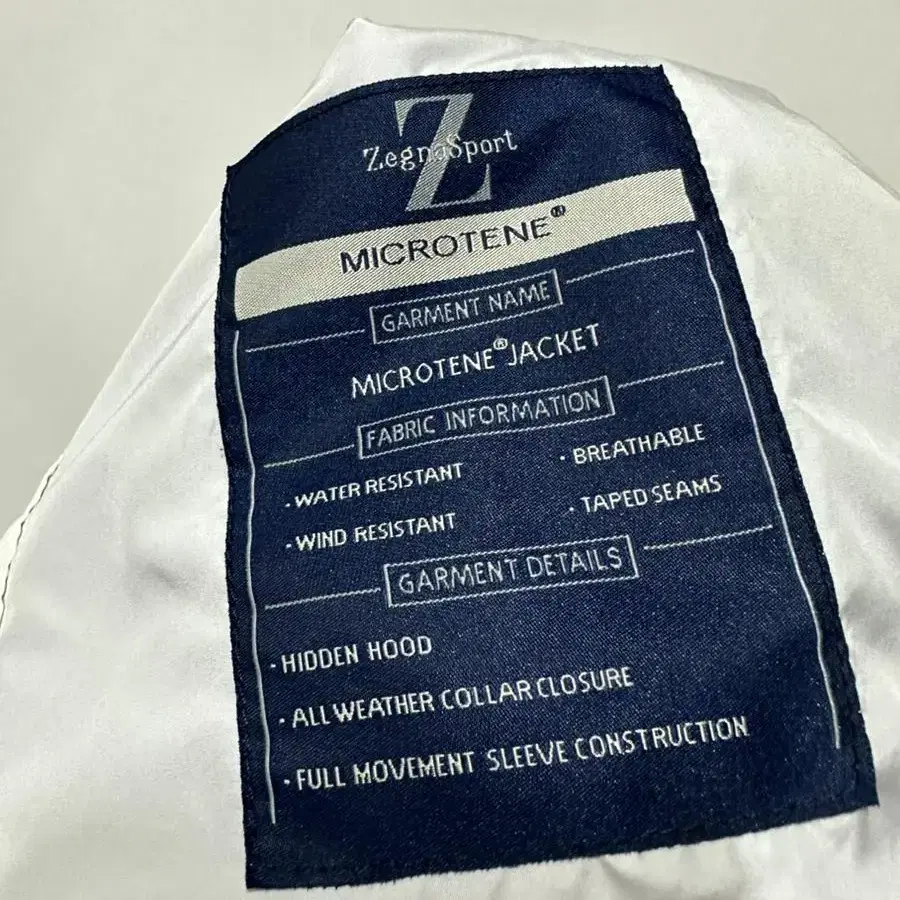 Z
ZegnaSport
MICROTENE®
GARMENT NAME
MICROTENE® JACKET
FABRIC INFORMATION
· WATER RESISTANT · BREATHABLE
· WIND RESISTANT · TAPED SEAMS
GARMENT DETAILS
· HIDDEN HOOD
· ALL WEATHER COLLAR CLOSURE
· FULL MOVEMENT SLEEVE CONSTRUCTION